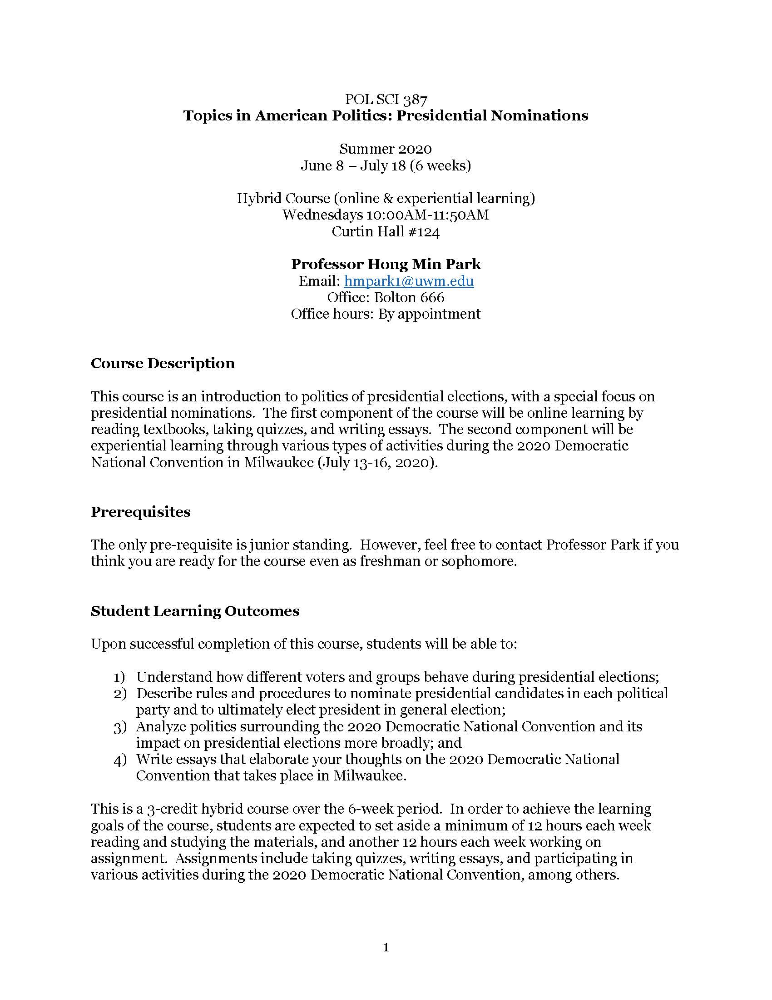 POL SCI 387
Topics in American Politics: Presidential Nominations
Summer 2020
June 8 – July 18 (6 weeks)
Hybrid Course (online & experiential learning)
Wednesdays 10:00AM-11:50AM
Curtin Hall #124
Professor Hong Min Park
Email: hmpark1@uwm.edu
Office: Bolton 666
Office hours: By appointment
Course Description
This course is an introduction to politics of presidential elections, with a special focus on
presidential nominations.  The first component of the course will be online learning by
reading textbooks, taking quizzes, and writing essays.  The second component will be
experiential learning through various types of activities during the 2020 Democratic
National Convention in Milwaukee (July 13-16, 2020).
Prerequisites
The only pre-requisite is junior standing.  However, feel free to contact Professor Park if you
think you are ready for the course even as freshman or sophomore.
Student Learning Outcomes
Upon successful completion of this course, students will be able to:
1) Understand how different voters and groups behave during presidential elections;
2) Describe rules and procedures to nominate presidential candidates in each political
party and to ultimately elect president in general election;
3) Analyze politics surrounding the 2020 Democratic National Convention and its
impact on presidential elections more broadly; and
4) Write essays that elaborate your thoughts on the 2020 Democratic National
Convention that takes place in Milwaukee.
This is a 3-credit hybrid course over the 6-week period.  In order to achieve the learning
goals of the course, students are expected to set aside a minimum of 12 hours each week
reading and studying the materials, and another 12 hours each week working on
assignment.  Assignments include taking quizzes, writing essays, and participating in
various activities during the 2020 Democratic National Convention, among others.
1